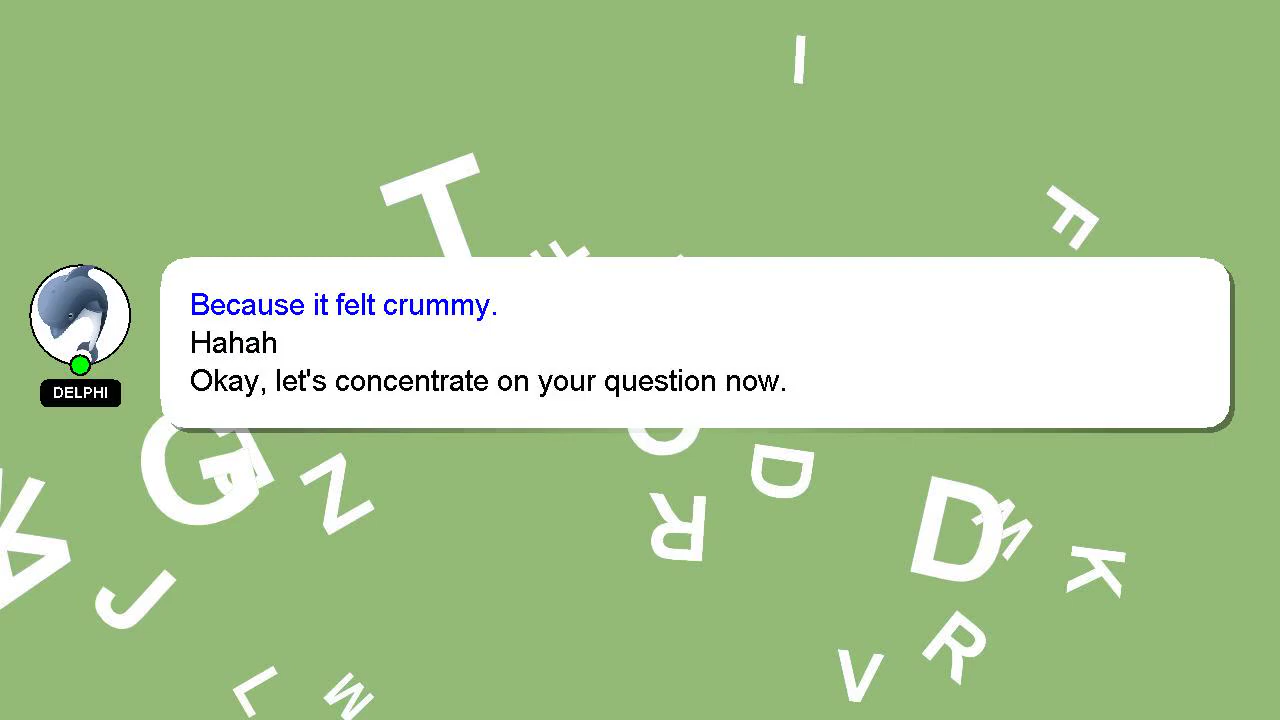 Because it felt crummy.
Hahah
Okay, let's concentrate on your question now.
DELPHI
I
T
F
G
N
D
R
D
M
K
J
R
V
L
M